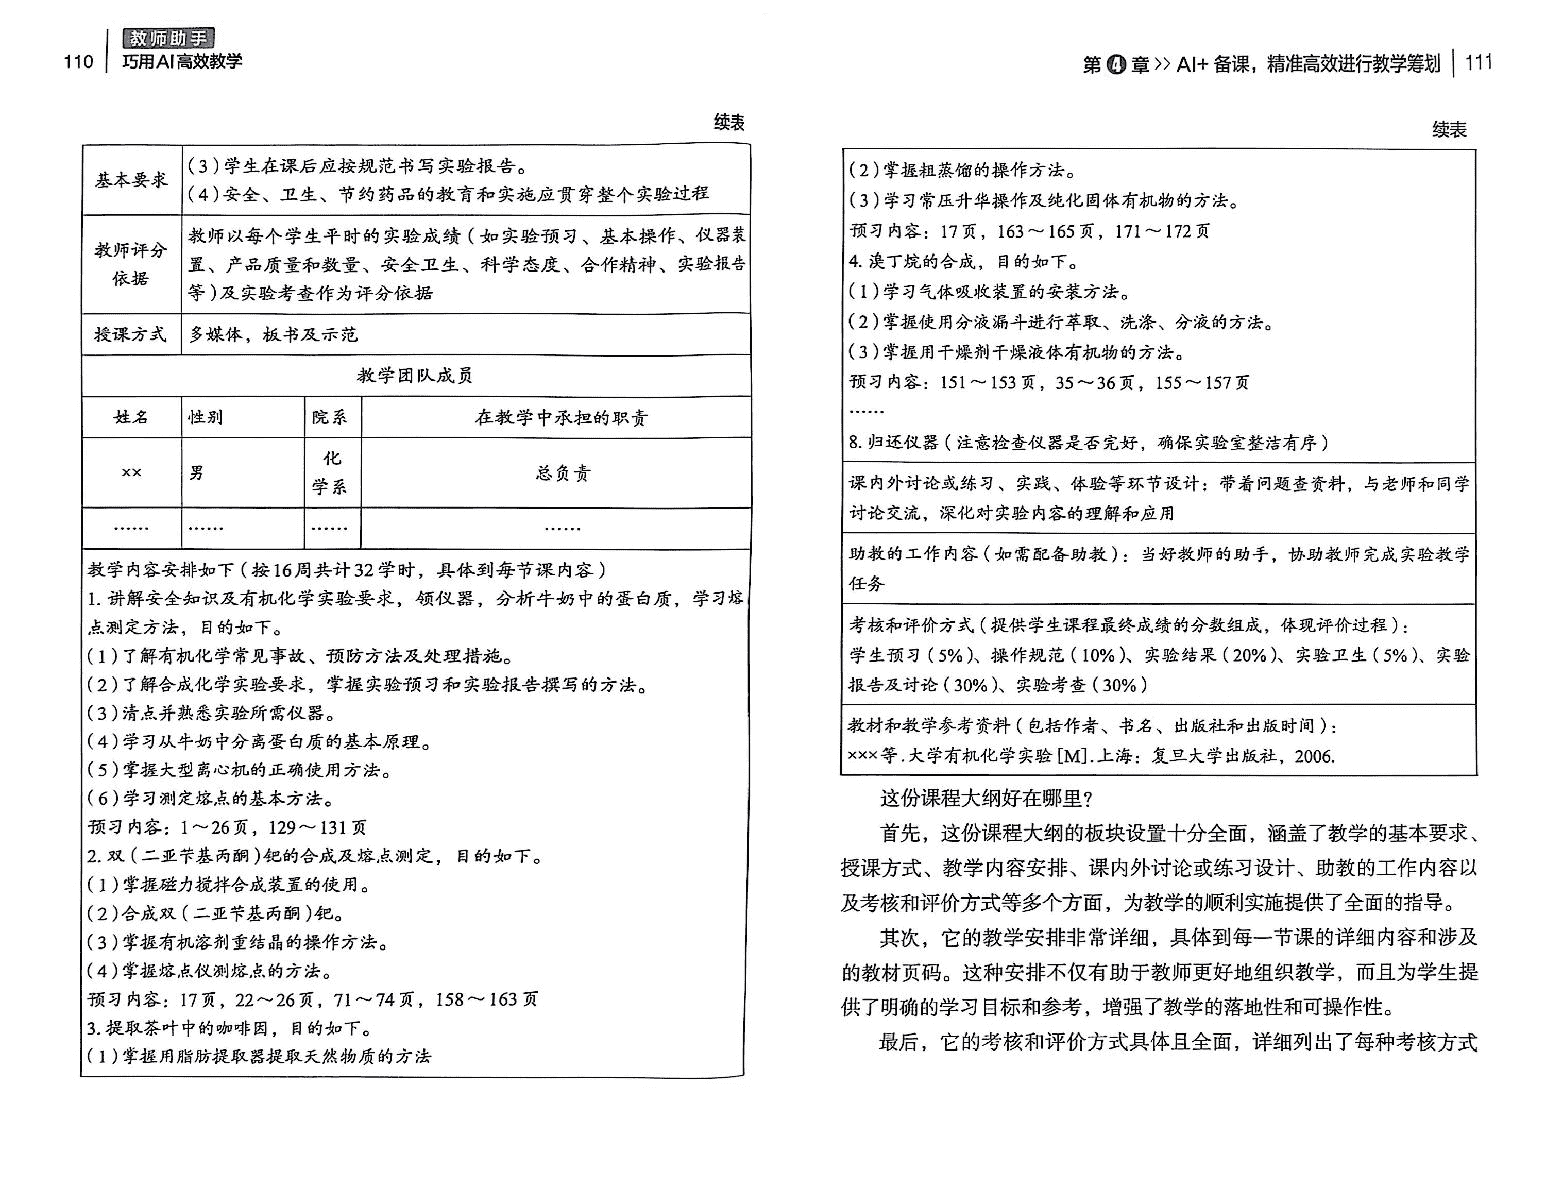 110
教师助手
巧用AI高效教学
续表
基本要求
(3)学生在课后应按规范书写实验报告。
(4)安全、卫生、节约药品的教育和实施应贯穿整个实验过程
教师评分
依据
教师以每个学生平时的实验成绩(如实验预习、基本操作、仪器装
置、产品质量和数量、安全卫生、科学态度、合作精神、实验报告
等)及实验考查作为评分依据
授课方式
多媒体，板书及示范
教学团队成员
姓名
性别
院系
在教学中承担的职责
××
男
化
学系
总负责
……
……
……
……
教学内容安排如下(按16周共计32学时，具体到每节课内容)
1. 讲解安全知识及有机化学实验要求，领仪器，分析牛奶中的蛋白质，学习熔
点测定方法，目的如下。
(1)了解有机化学常见事故、预防方法及处理措施。
(2)了解合成化学实验要求，掌握实验预习和实验报告撰写的方法。
(3)清点并熟悉实验所需仪器。
(4)学习从牛奶中分离蛋白质的基本原理。
(5)掌握大型离心机的正确使用方法。
(6)学习测定熔点的基本方法。
预习内容：1～26页，129～131页
2. 双(二亚苄基丙酮)钯的合成及熔点测定，目的如下。
(1)掌握磁力搅拌合成装置的使用。
(2)合成双(二亚苄基丙酮)钯。
(3)掌握有机溶剂重结晶的操作方法。
(4)掌握熔点仪测熔点的方法。
预习内容：17页，22～26页，71～74页，158～163页
3. 提取茶叶中的咖啡因，目的如下。
(1)掌握用脂肪提取器提取天然物质的方法
第4章>> AI+ 备课，精准高效进行教学筹划
111
续表
(2)掌握粗蒸馏的操作方法。
(3)学习常压升华操作及纯化固体有机物的方法。
预习内容：17页，163～165页，171～172页
4. 溴丁烷的合成，目的如下。
(1)学习气体吸收装置的安装方法。
(2)掌握使用分液漏斗进行萃取、洗涤、分液的方法。
(3)掌握用干燥剂干燥液体有机物的方法。
预习内容：151～153页，35～36页，155～157页
……
8. 归还仪器(注意检查仪器是否完好，确保实验室整洁有序)
课内外讨论或练习、实践、体验等环节设计：带着问题查资料，与老师和同学
讨论交流，深化对实验内容的理解和应用
助教的工作内容(如需配备助教)：当好教师的助手，协助教师完成实验教学
任务
考核和评价方式(提供学生课程最终成绩的分数组成，体现评价过程)：
学生预习(5%)、操作规范(10%)、实验结果(20%)、实验卫生(5%)、实验
报告及讨论(30%)、实验考查(30%)
教材和教学参考资料(包括作者、书名、出版社和出版时间)：
×××等.大学有机化学实验[M].上海：复旦大学出版社，2006.
这份课程大纲好在哪里?
首先，这份课程大纲的板块设置十分全面，涵盖了教学的基本要求、
授课方式、教学内容安排、课内外讨论或练习设计、助教的工作内容以
及考核和评价方式等多个方面，为教学的顺利实施提供了全面的指导。
其次，它的教学安排非常详细，具体到每一节课的详细内容和涉及
的教材页码。这种安排不仅有助于教师更好地组织教学，而且为学生提
供了明确的学习目标和参考，增强了教学的落地性和可操作性。
最后，它的考核和评价方式具体且全面，详细列出了每种考核方式